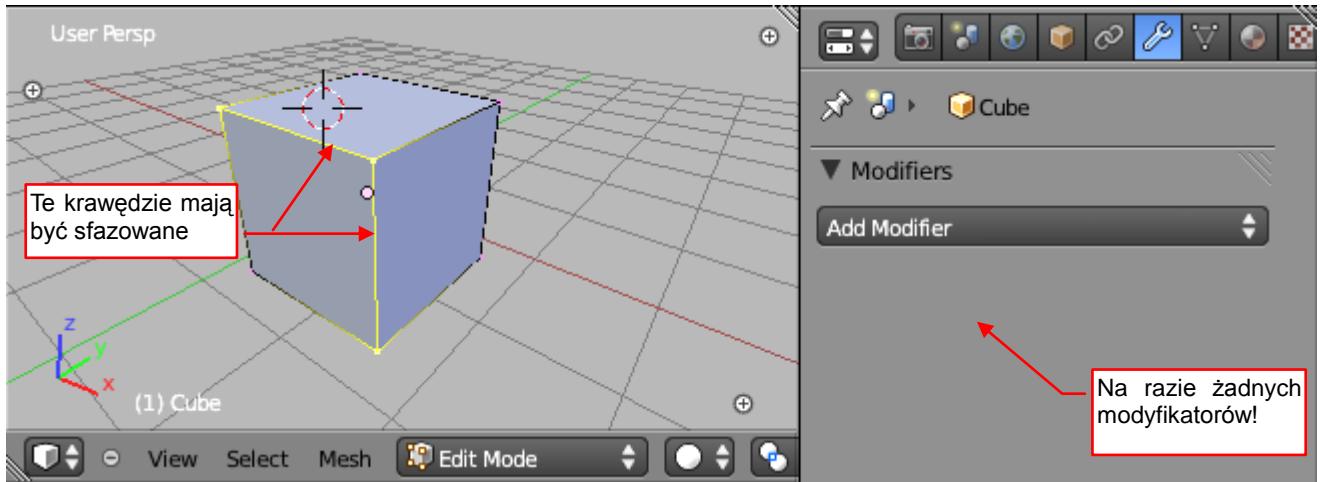 User Persp
Te krawędzie mają
być sfazowane
z
y
x
(1) Cube
View Select Mesh Edit Mode
Cube
Modifiers
Add Modifier
Na razie żadnych
modyfikatorów!